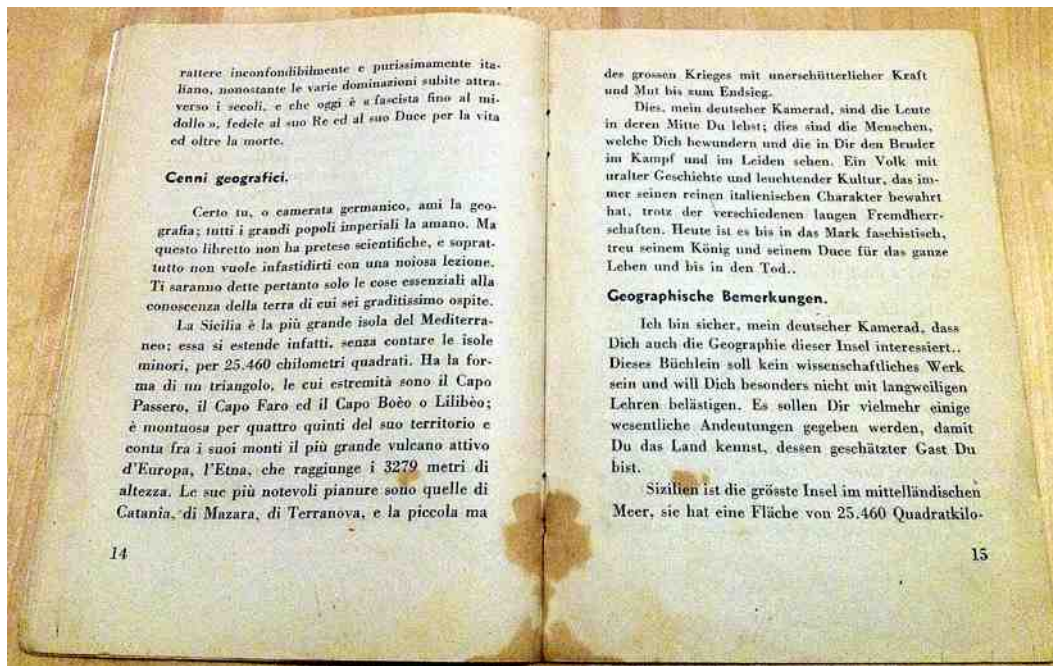 rattere inconfondibilmente e purissimamente ita-
liano, nonostante le varie dominazioni subite attra-
verso i secoli, e che oggi è « fascista fino al mi-
dollo », fedele al suo Re ed al suo Duce per la vita
ed oltre la morte.
Cenni geografici.
Certo tu, o camerata germanico, ami la geo-
grafia; tutti i grandi popoli imperiali la amano. Ma
questo libretto non ha pretese scientifiche, e soprat-
tutto non vuole infastidirti con una noiosa lezione.
Ti saranno dette pertanto solo le cose essenziali alla
conoscenza della terra di cui sei graditissimo ospite.
La Sicilia è la più grande isola del Mediterra-
neo; essa si estende infatti, senza contare le isole
minori, per 25.460 chilometri quadrati. Ha la for-
ma di un triangolo, le cui estremità sono il Capo
Passero, il Capo Faro ed il Capo Boèo o Lilibèo;
è montuosa per quattro quinti del suo territorio e
conta fra i suoi monti il più grande vulcano attivo
d'Europa, l'Etna, che raggiunge i 3279 metri di
altezza. Le sue più notevoli pianure sono quelle di
Catania, di Mazara, di Terranova, e la piccola ma
14
des grossen Krieges mit unerschütterlicher Kraft
und Mut bis zum Endsieg.
Dies, mein deutscher Kamerad, sind die Leute
in deren Mitte Du lebst; dies sind die Menschen,
welche Dich bewundern und die in Dir den Bruder
im Kampf und im Leiden sehen. Ein Volk mit
uralter Geschichte und leuchtender Kultur, das im-
mer seinen reinen italienischen Charakter bewahrt
hat, trotz der verschiedenen langen Fremdherr-
schaften. Heute ist es bis in das Mark faschistisch,
treu seinem König und seinem Duce für das ganze
Leben und bis in den Tod..
Geographische Bemerkungen.
Ich bin sicher, mein deutscher Kamerad, dass
Dich auch die Geographie dieser Insel interessiert..
Dieses Büchlein soll kein wissenschaftliches Werk
sein und will Dich besonders nicht mit langweiligen
Lehren belästigen. Es sollen Dir vielmehr einige
wesentliche Andeutungen gegeben werden, damit
Du das Land kennst, dessen geschätzter Gast Du
bist.
Sizilien ist die grösste Insel im mittelländischen
Meer, sie hat eine Fläche von 25.460 Quadratkilo-
15